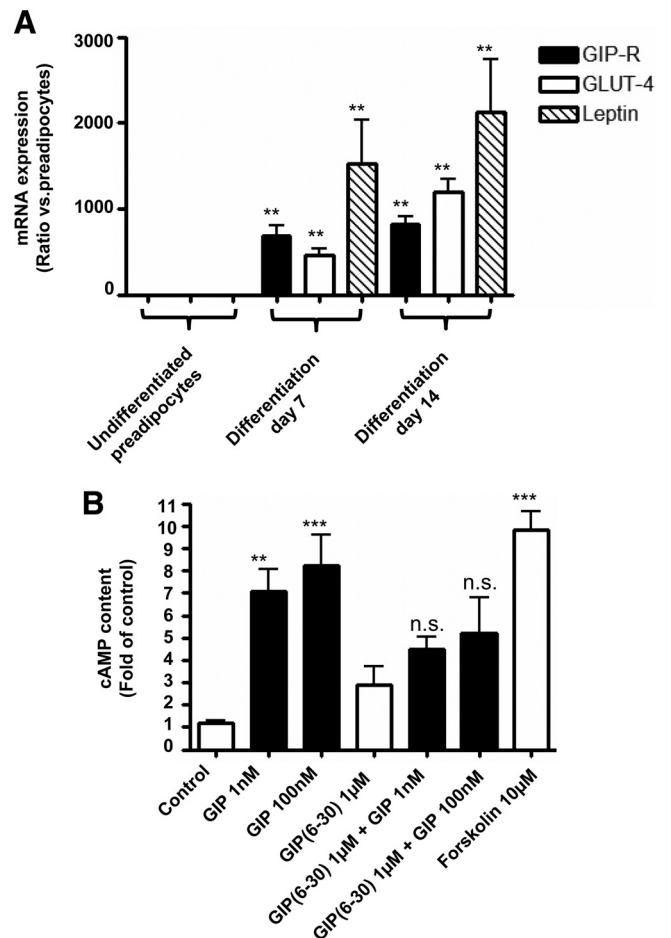 A
mRNA expression
(Ratio vs.preadipocytes)
3000
2000
1000
0
**
**
**
**
**
**
GIP-R
GLUT-4
Leptin
Undifferentiated
preadipocytes
Differentiation
day 7
Differentiation
day 14
B
cAMP content
(Fold of control)
11
10
9
8
7
6
5
4
3
2
1
0
**
***
n.s.
n.s.
***
Control
GIP 1nM
GIP 100nM
GIP(6-30) 1µM
GIP(6-30) 1µM + GIP 1nM
GIP(6-30) 1µM + GIP 100nM
Forskolin 10µM